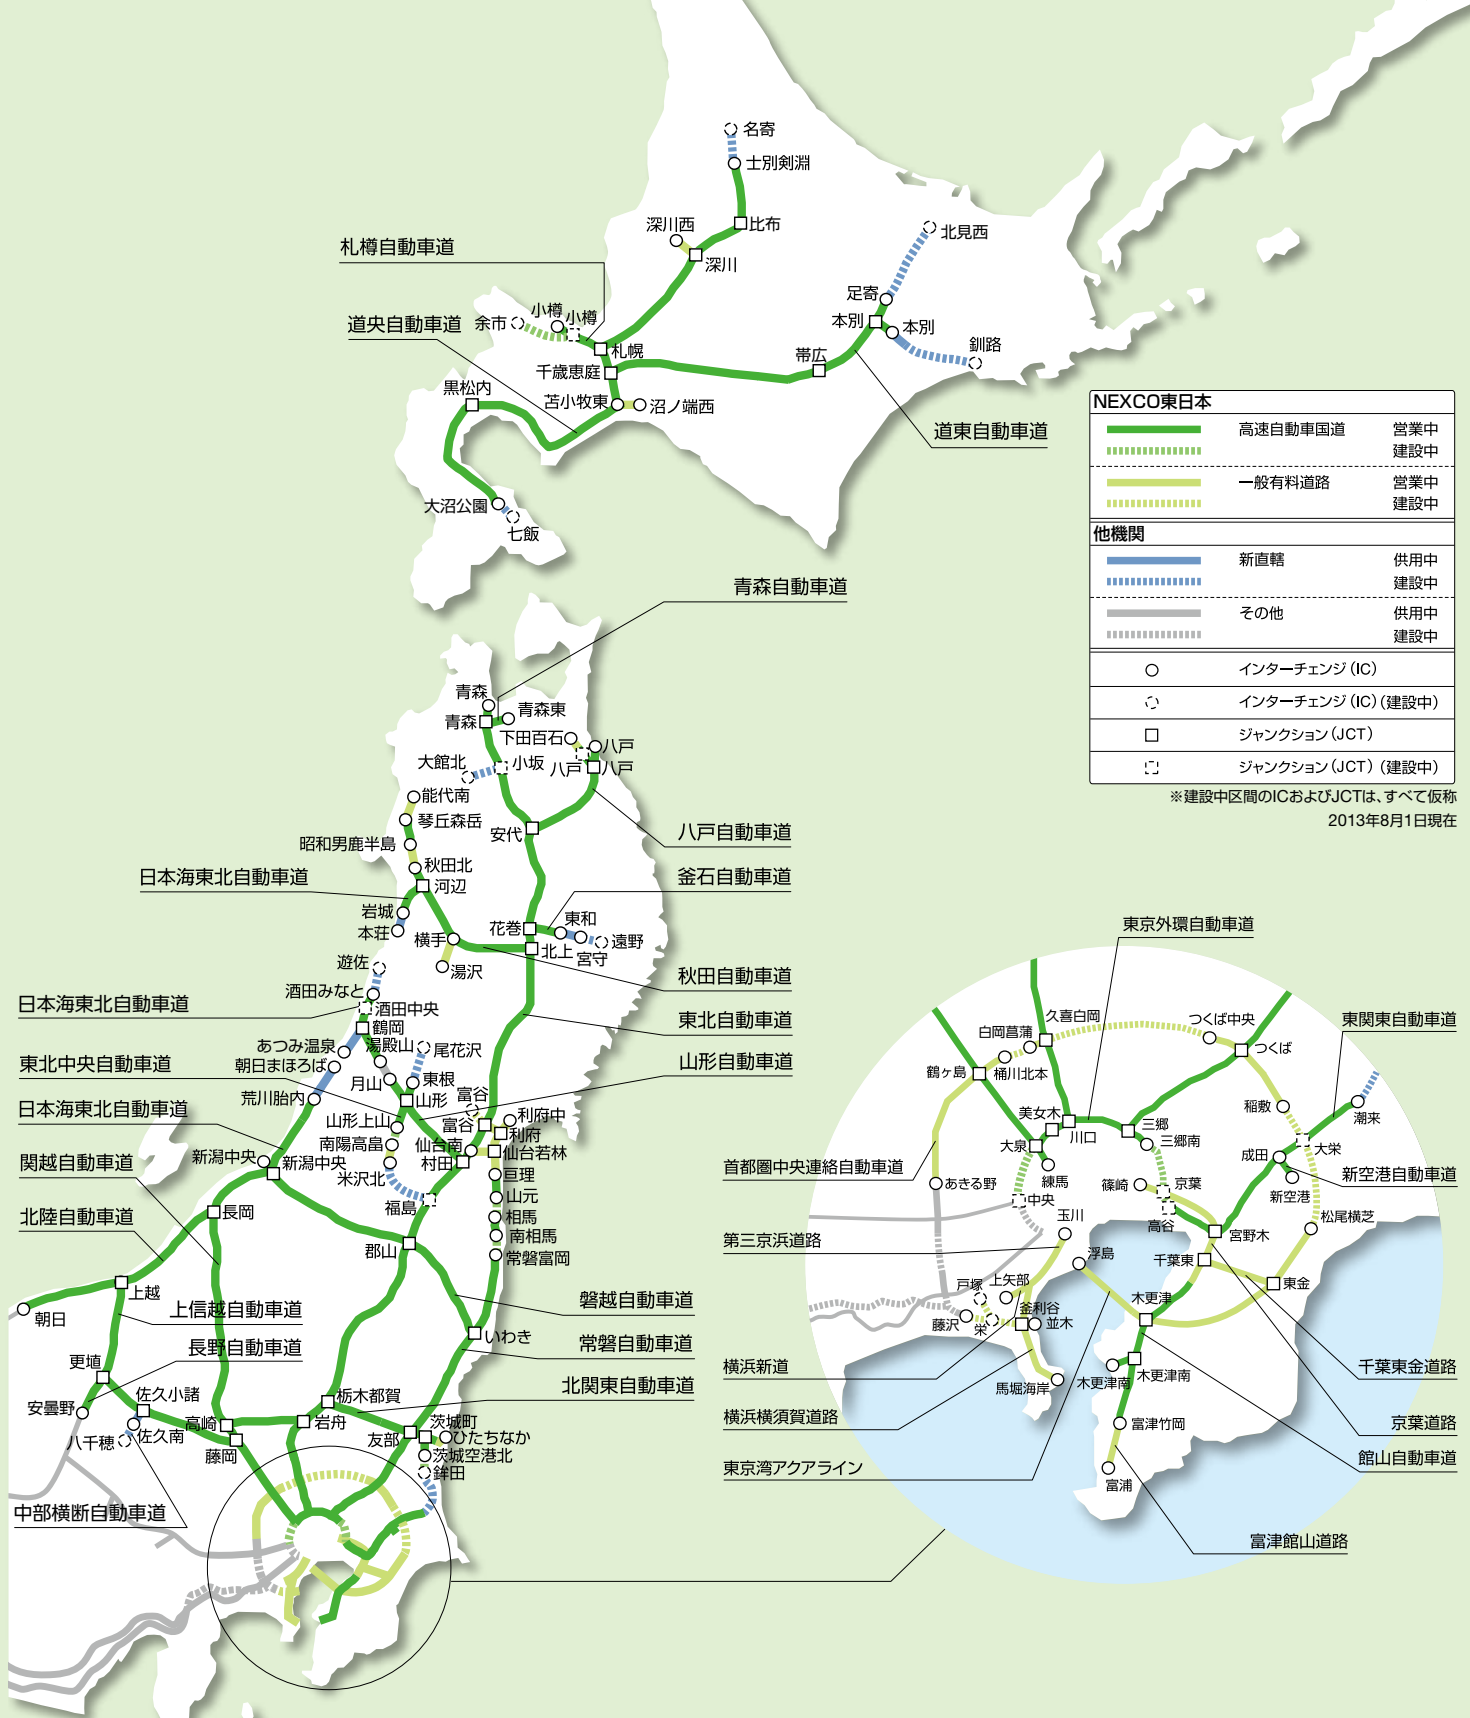 名寄
士別剣淵
比布
深川西
深川
北見西
足寄
本別
本別
釧路
帯広
札樽自動車道
小樽
小樽
余市
道央自動車道
札幌
千歳恵庭
黒松内
苫小牧東
沼ノ端西
道東自動車道
大沼公園
七飯
NEXCO東日本
高速自動車国道 営業中
建設中
一般有料道路 営業中
建設中
他機関
新直轄 供用中
建設中
その他 供用中
建設中
インターチェンジ(IC)
インターチェンジ(IC)(建設中)
ジャンクション(JCT)
ジャンクション(JCT)(建設中)
※建設中区間のICおよびJCTは、すべて仮称
2013年8月1日現在
青森自動車道
青森
青森
青森東
下田百石
八戸
八戸
八戸
大館北
小坂
能代南
琴丘森岳
昭和男鹿半島
安代
八戸自動車道
秋田北
日本海東北自動車道
河辺
釜石自動車道
岩城
本荘
花巻
東和
横手
北上
宮守
遠野
遊佐
湯沢
秋田自動車道
酒田みなと
日本海東北自動車道
酒田中央
鶴岡
東北自動車道
湯殿山
尾花沢
あつみ温泉
東北中央自動車道
朝日まほろば
山形自動車道
月山
東根
富谷
荒川胎内
山形
日本海東北自動車道
山形上山
富谷
利府中
利府
南陽高畠
仙台南
仙台若林
新潟中央
新潟中央
村田
関越自動車道
米沢北
亘理
福島
山元
北陸自動車道
長岡
相馬
南相馬
郡山
常磐富岡
上越
朝日
上信越自動車道
磐越自動車道
いわき
長野自動車道
常磐自動車道
更埴
佐久小諸
栃木都賀
北関東自動車道
安曇野
高崎
岩舟
茨城町
八千穂
佐久南
友部
ひたちなか
藤岡
茨城空港北
鉾田
中部横断自動車道
東京外環自動車道
久喜白岡
つくば中央
東関東自動車道
白岡菖蒲
つくば
鶴ヶ島
桶川北本
稲敷
潮来
美女木
川口
三郷
大泉
三郷南
大栄
首都圏中央連絡自動車道
成田
新空港自動車道
あきる野
練馬
篠崎
京葉
新空港
中央
玉川
高谷
松尾横芝
第三京浜道路
浮島
宮野木
千葉東
戸塚
上矢部
木更津
東金
藤沢
栄
釜利谷
並木
横浜新道
千葉東金道路
馬堀海岸
木更津南
木更津南
横浜横須賀道路
富津竹岡
京葉道路
東京湾アクアライン
館山自動車道
富浦
富津館山道路